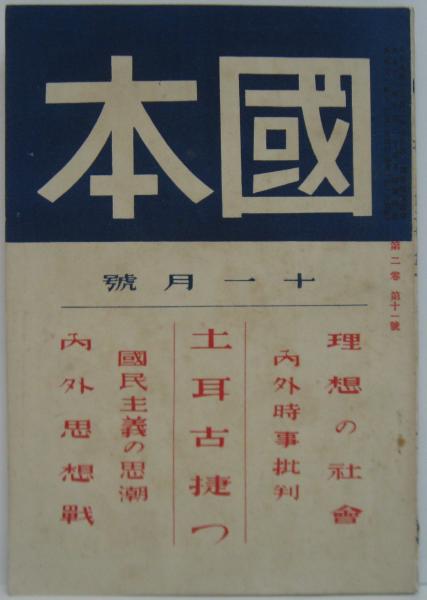 國本
十一月號
第二卷 第十一號
理想の社會
內外時事批判
土耳古捷つ
國民主義の思潮
內外思想戰